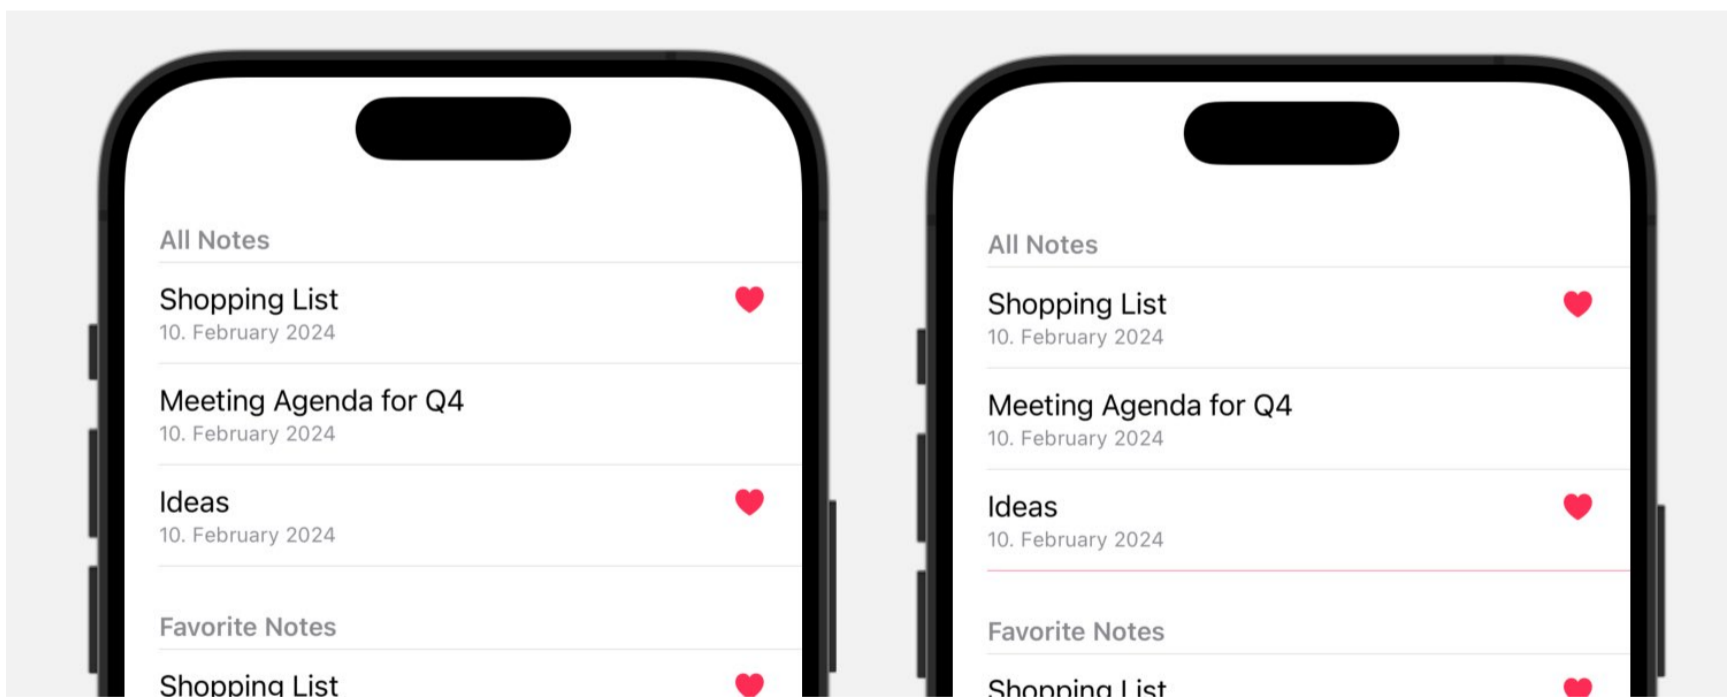 All Notes
Shopping List
10. February 2024
Meeting Agenda for Q4
10. February 2024
Ideas
10. February 2024
Favorite Notes
Shopping List
All Notes
Shopping List
10. February 2024
Meeting Agenda for Q4
10. February 2024
Ideas
10. February 2024
Favorite Notes
Shopping List